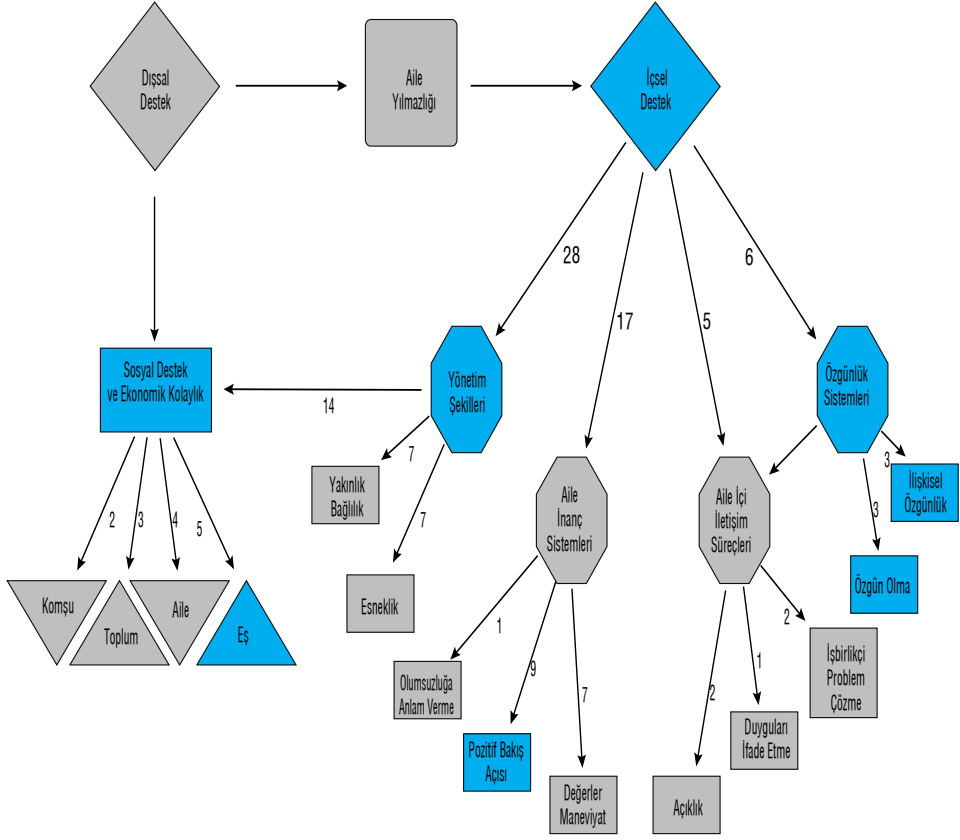 Dışsal
Destek
Aile
Yılmazlığı
İçsel
Destek
28
17
5
6
Sosyal Destek
ve Ekonomik Kolaylık
14
Yönetim
Şekilleri
Özgünlük
Sistemleri
7
Yakınlık
Bağlılık
7
Esneklik
Aile
İnanç
Sistemleri
Aile İçi
İletişim
Süreçleri
3
İlişkisel
Özgünlük
3
Özgün Olma
2
3
4
5
Komşu
Toplum
Aile
Eş
1
9
7
Olumsuzluğa
Anlam Verme
Pozitif Bakış
Açısı
Değerler
Maneviyat
2
1
2
Açıklık
Duyguları
İfade Etme
İşbirlikçi
Problem
Çözme